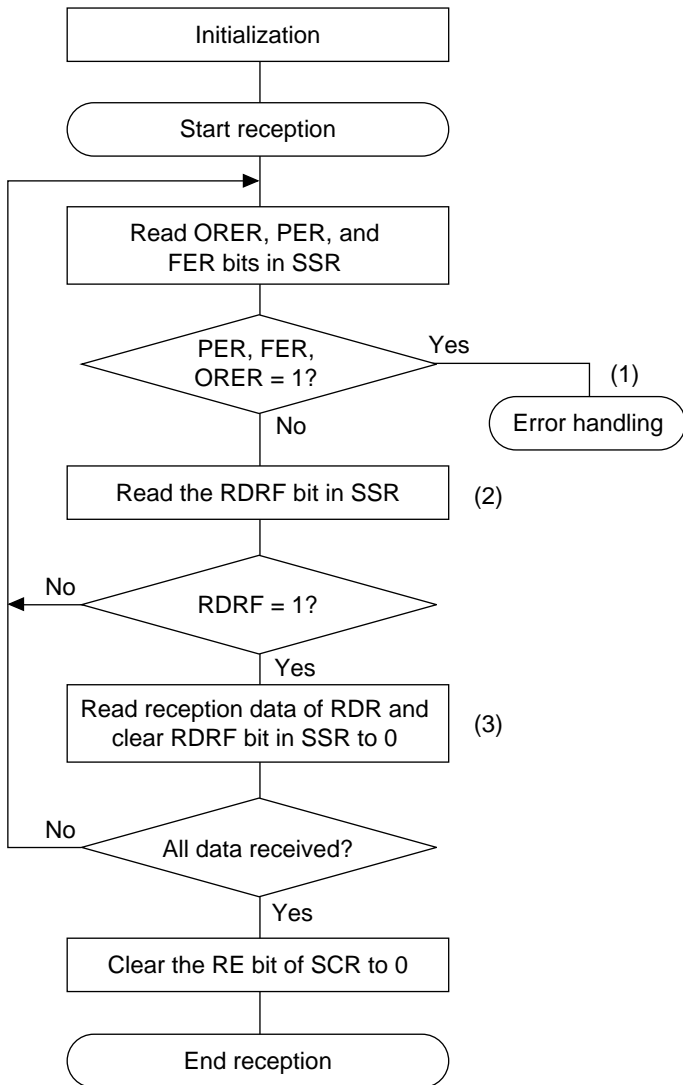 Initialization
Start reception
Read ORER, PER, and
FER bits in SSR
PER, FER,
ORER = 1?
Yes
(1)
Error handling
No
Read the RDRF bit in SSR
(2)
No
RDRF = 1?
Yes
Read reception data of RDR and
clear RDRF bit in SSR to 0
(3)
No
All data received?
Yes
Clear the RE bit of SCR to 0
End reception